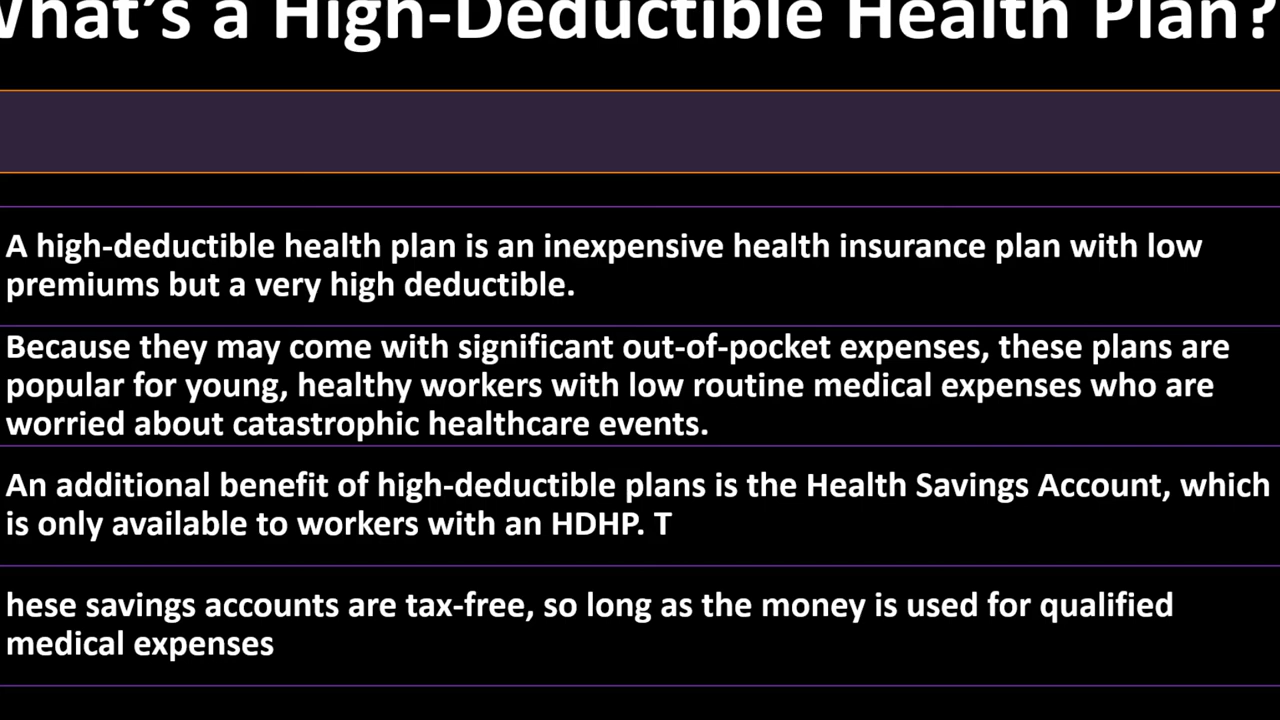 What's a High-Deductible Health Plan?
A high-deductible health plan is an inexpensive health insurance plan with low
premiums but a very high deductible.
Because they may come with significant out-of-pocket expenses, these plans are
popular for young, healthy workers with low routine medical expenses who are
worried about catastrophic healthcare events.
An additional benefit of high-deductible plans is the Health Savings Account, which
is only available to workers with an HDHP. T
hese savings accounts are tax-free, so long as the money is used for qualified
medical expenses